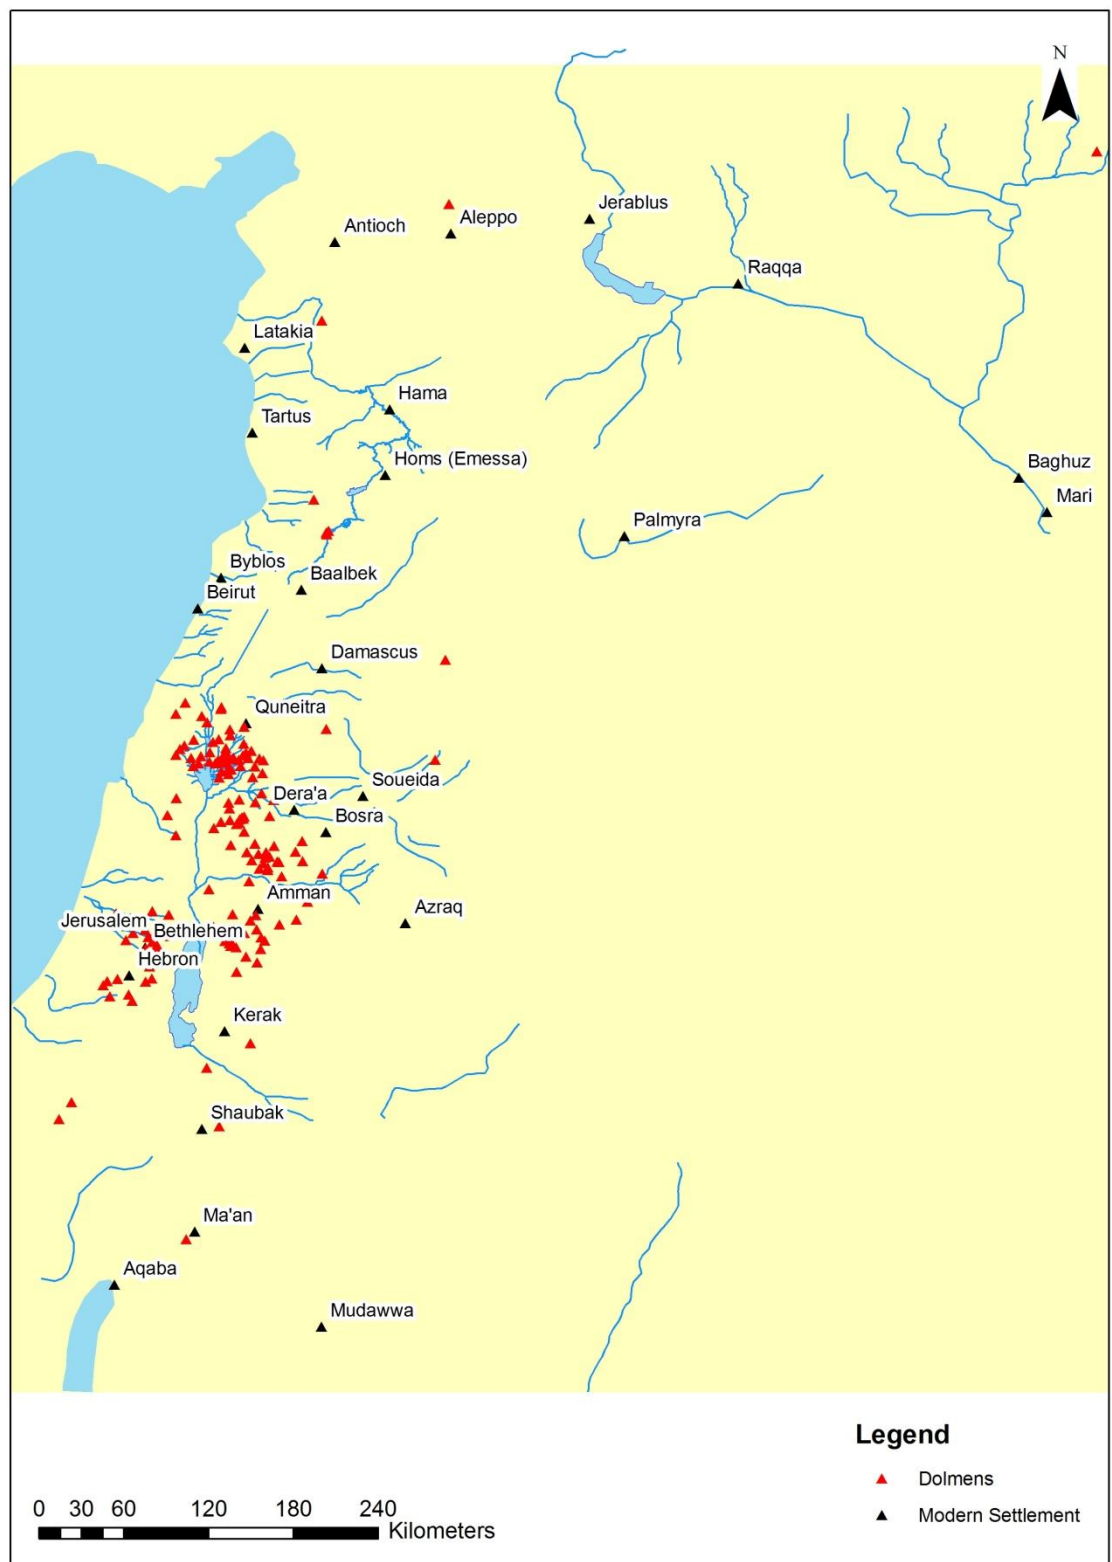 N
Jerablus
Aleppo
Antioch
Raqqa
Latakia
Hama
Tartus
Homs (Emessa)
Baghuz
Mari
Palmyra
Byblos
Baalbek
Beirut
Damascus
Quneitra
Soueida
Dera'a
Bosra
Amman
Azraq
Jerusalem
Bethlehem
Hebron
Kerak
Shaubak
Ma'an
Aqaba
Mudawwa
Legend
Dolmens
Modern Settlement
0 30 60 120 180 240
Kilometers